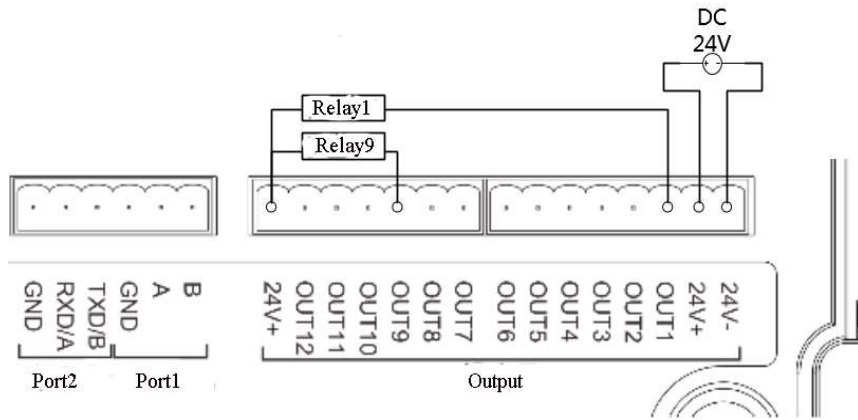 DC
24V
Relay1
Relay9
GND
RXD/A
TXD/B
GND
A
B
24V+
OUT12
OUT11
OUT10
OUT9
OUT8
OUT7
OUT6
OUT5
OUT4
OUT3
OUT2
OUT1
24V+
24V-
Port2
Port1
Output